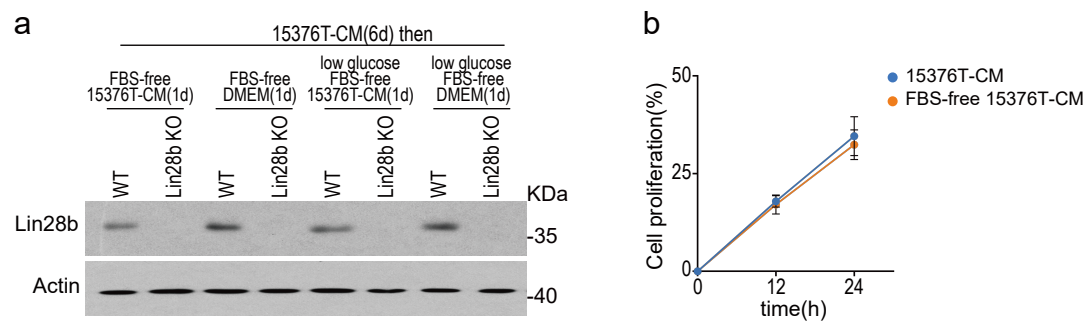 a
15376T-CM(6d) then
FBS-free
15376T-CM(1d)
FBS-free
DMEM(1d)
low glucose
FBS-free
15376T-CM(1d)
low glucose
FBS-free
DMEM(1d)
WT
Lin28b KO
WT
Lin28b KO
WT
Lin28b KO
WT
Lin28b KO
KDa
Lin28b
-35
Actin
-40
b
Cell proliferation(%)
50
25
0
0
12
24
time(h)
15376T-CM
FBS-free 15376T-CM